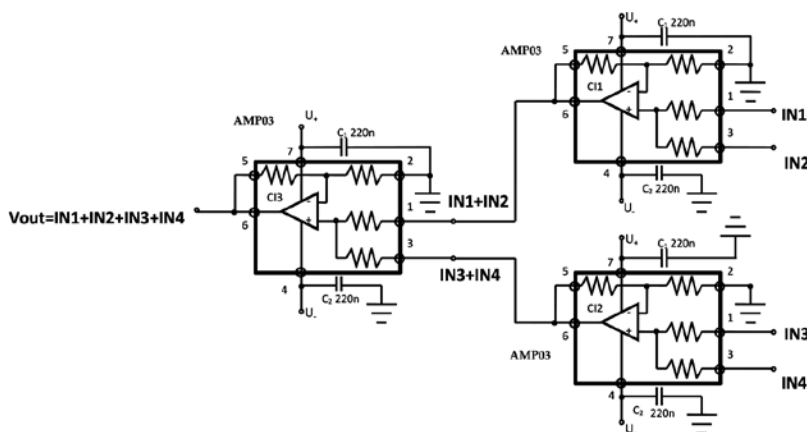 U+
C1 220n
7
AMP03
5
2
CI1
-
+
1
IN1
6
3
IN2
4
C2 220n
U-
U+
C1 220n
7
AMP03
5
2
CI3
-
+
1
IN1+IN2
Vout=IN1+IN2+IN3+IN4
6
3
IN3+IN4
4
C2 220n
U-
U+
C1 220n
7
5
2
CI2
-
+
1
IN3
6
3
IN4
AMP03
4
C2 220n
U